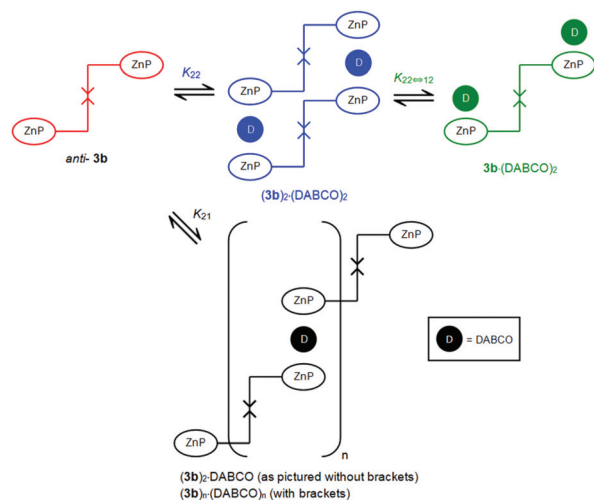 ZnP
ZnP
anti- 3b
K22
ZnP
D
ZnP
ZnP
D
ZnP
(3b)2·(DABCO)2
K22⇔12
D
ZnP
D
ZnP
3b·(DABCO)2
K21
ZnP
ZnP
D
ZnP
ZnP
n
D = DABCO
(3b)2·DABCO (as pictured without brackets)
(3b)n·(DABCO)n (with brackets)